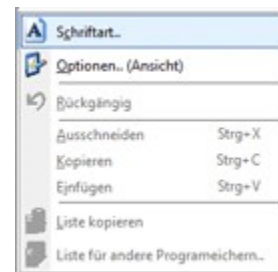 Schriftart..
Optionen.. (Ansicht)
Rückgängig
Ausschneiden Strg+X
Kopieren Strg+C
Einfügen Strg+V
Liste kopieren
Liste für andere Programeichern..